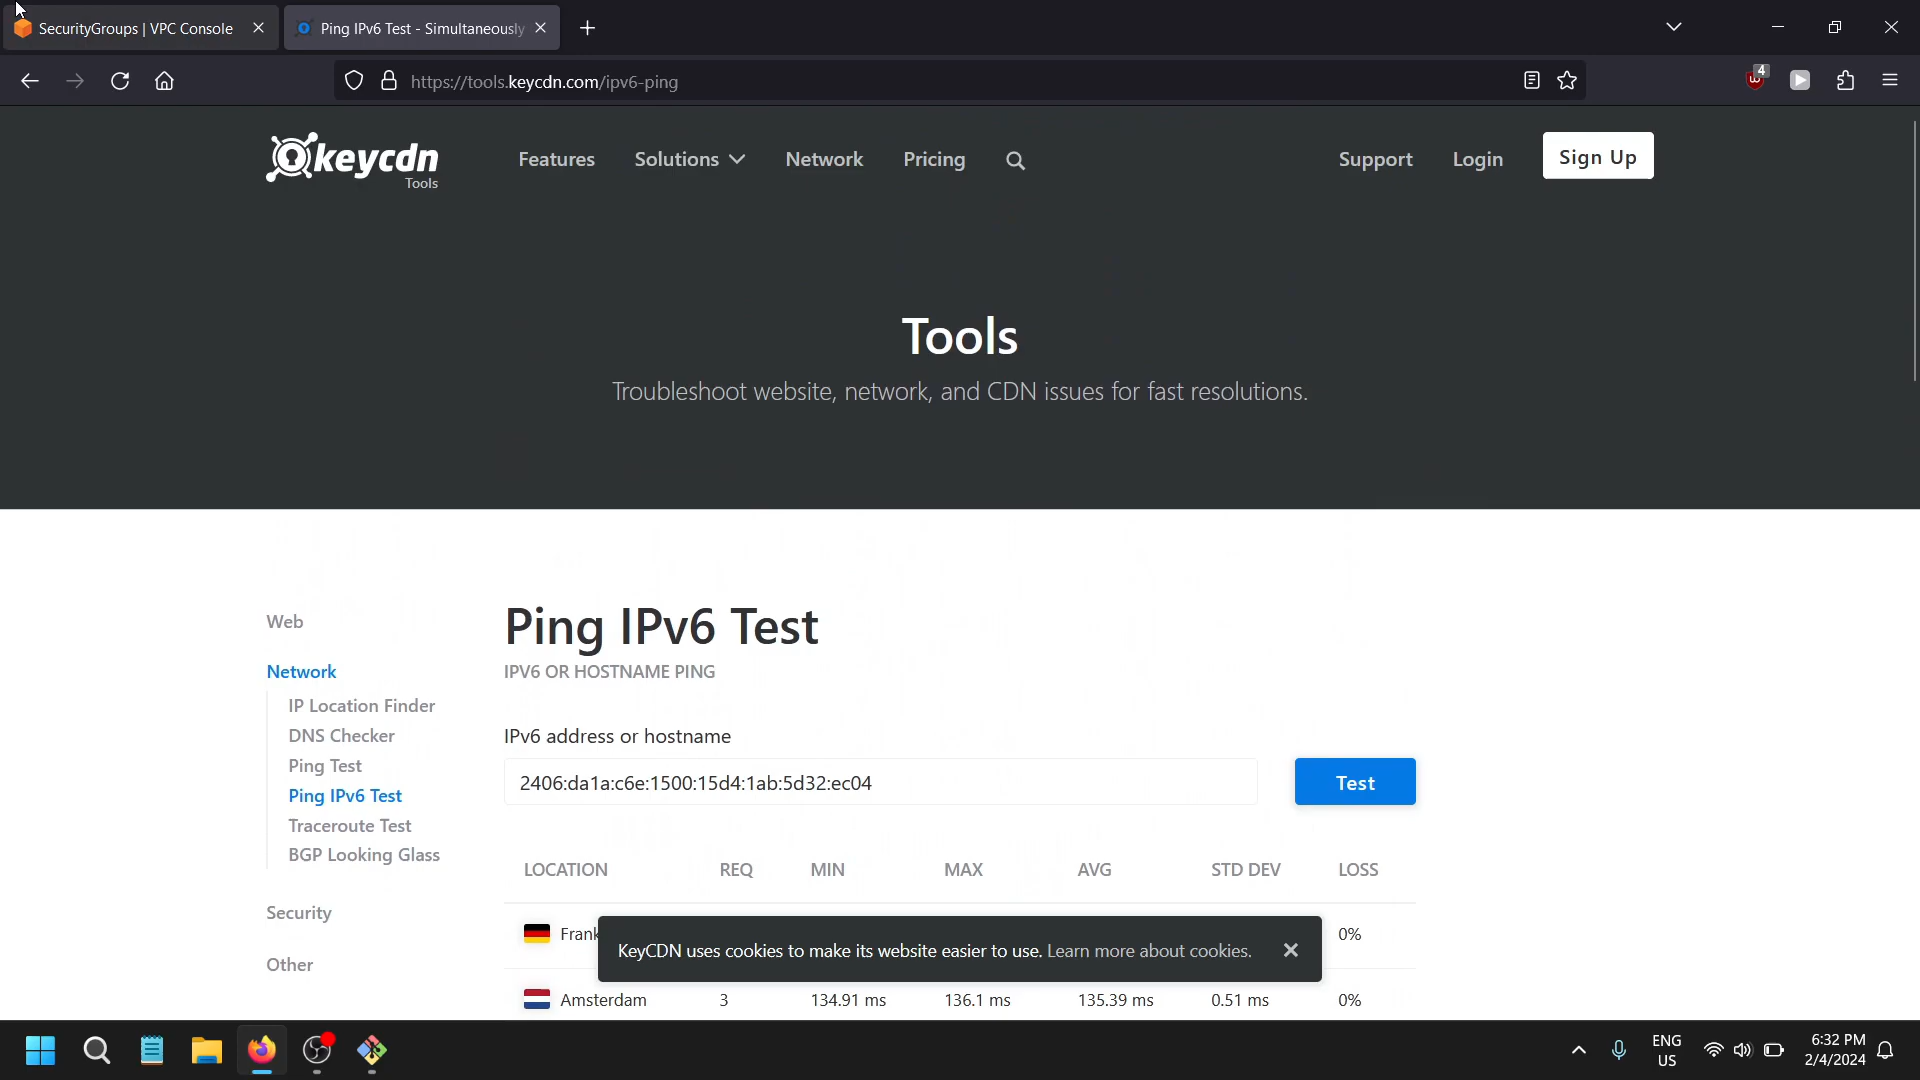 SecurityGroups | VPC Console
Ping IPv6 Test - Simultaneously
https://tools.keycdn.com/ipv6-ping
4
keycdn
Tools
Features
Solutions
Network
Pricing
Support
Login
Sign Up
Tools
Troubleshoot website, network, and CDN issues for fast resolutions.
Web
Network
IP Location Finder
DNS Checker
Ping Test
Ping IPv6 Test
Traceroute Test
BGP Looking Glass
Security
Other
Ping IPv6 Test
IPV6 OR HOSTNAME PING
IPv6 address or hostname
2406:da1a:c6e:1500:15d4:1ab:5d32:ec04
Test
LOCATION REQ MIN MAX AVG STD DEV LOSS
Frank 0%
KeyCDN uses cookies to make its website easier to use. Learn more about cookies.
Amsterdam 3 134.91 ms 136.1 ms 135.39 ms 0.51 ms 0%
ENG
US
6:32 PM
2/4/2024